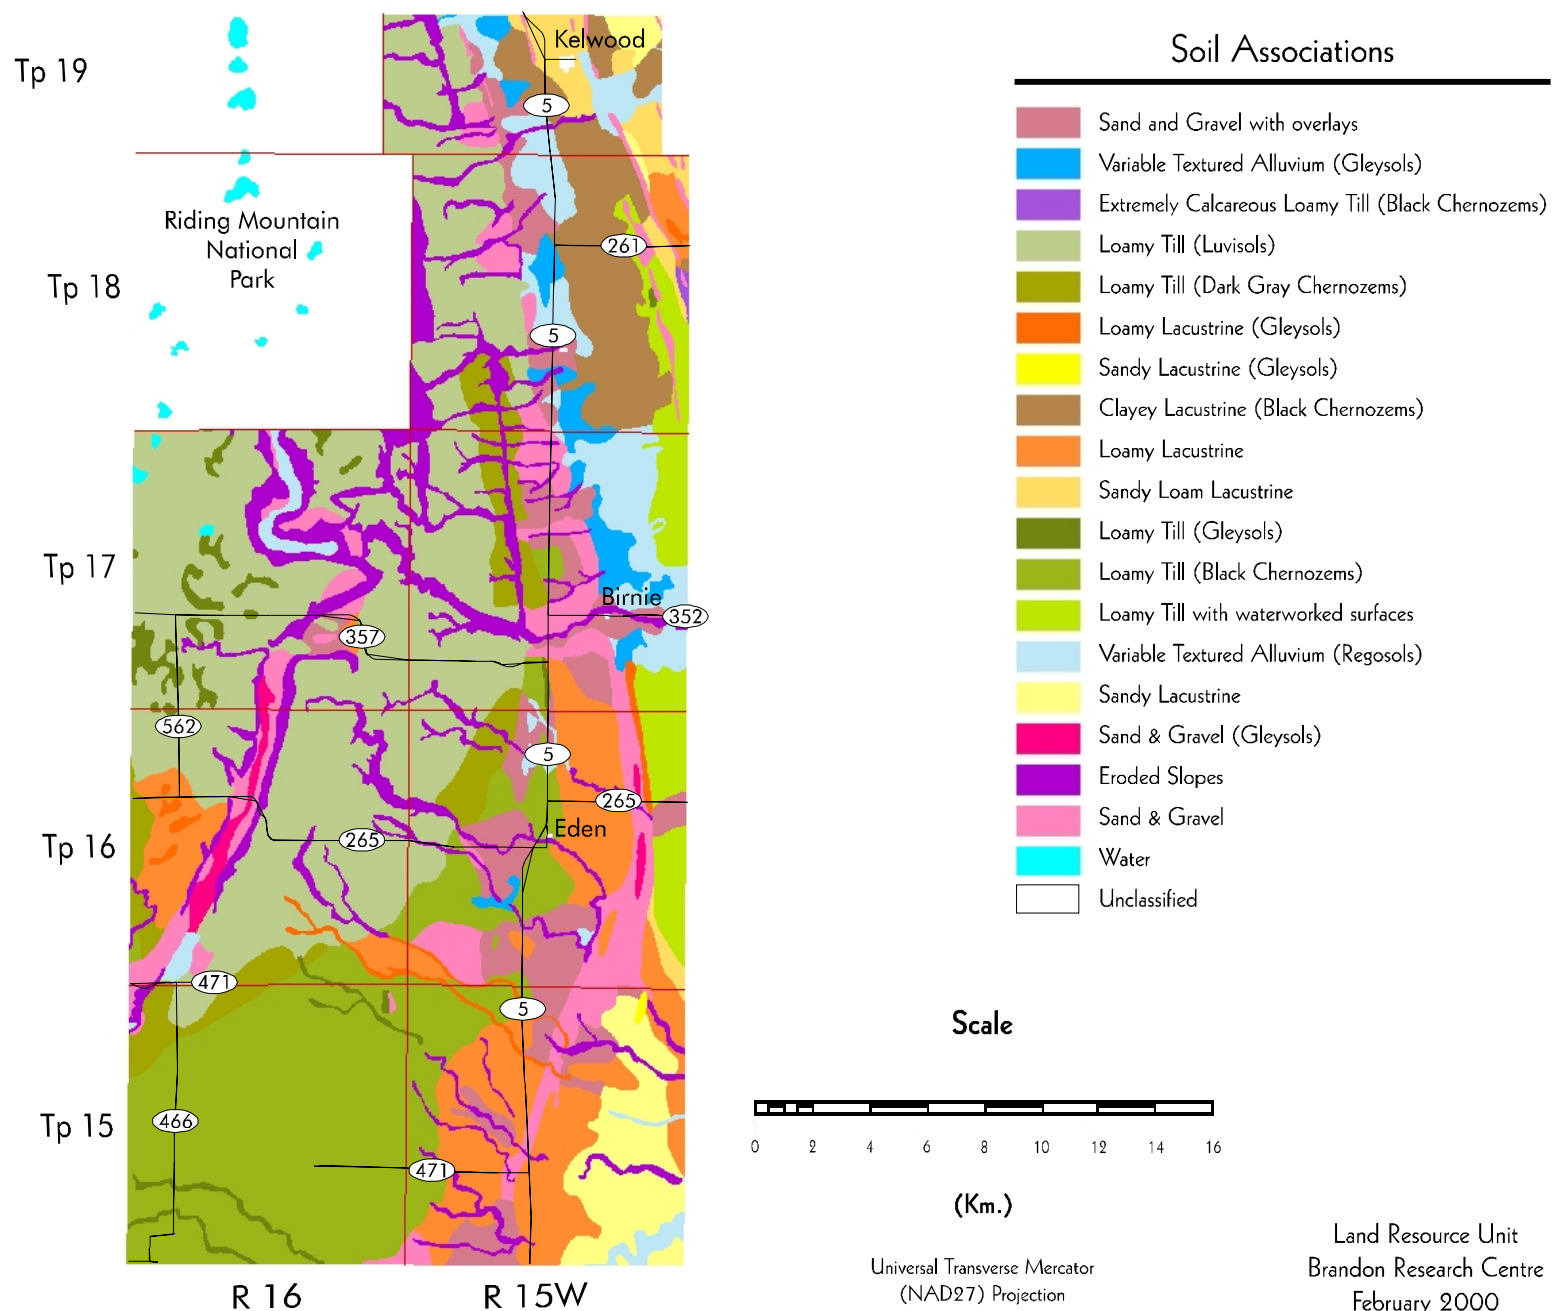 Kelwood
Tp 19
5
Riding Mountain
National
Park
261
Tp 18
5
Tp 17
Birnie
352
357
562
5
265
Eden
265
Tp 16
471
5
466
Tp 15
471
R 16
R 15W
Soil Associations
Sand and Gravel with overlays
Variable Textured Alluvium (Gleysols)
Extremely Calcareous Loamy Till (Black Chernozems)
Loamy Till (Luvisols)
Loamy Till (Dark Gray Chernozems)
Loamy Lacustrine (Gleysols)
Sandy Lacustrine (Gleysols)
Clayey Lacustrine (Black Chernozems)
Loamy Lacustrine
Sandy Loam Lacustrine
Loamy Till (Gleysols)
Loamy Till (Black Chernozems)
Loamy Till with waterworked surfaces
Variable Textured Alluvium (Regosols)
Sandy Lacustrine
Sand & Gravel (Gleysols)
Eroded Slopes
Sand & Gravel
Water
Unclassified
Scale
0 2 4 6 8 10 12 14 16
(Km.)
Universal Transverse Mercator
(NAD27) Projection
Land Resource Unit
Brandon Research Centre
February 2000